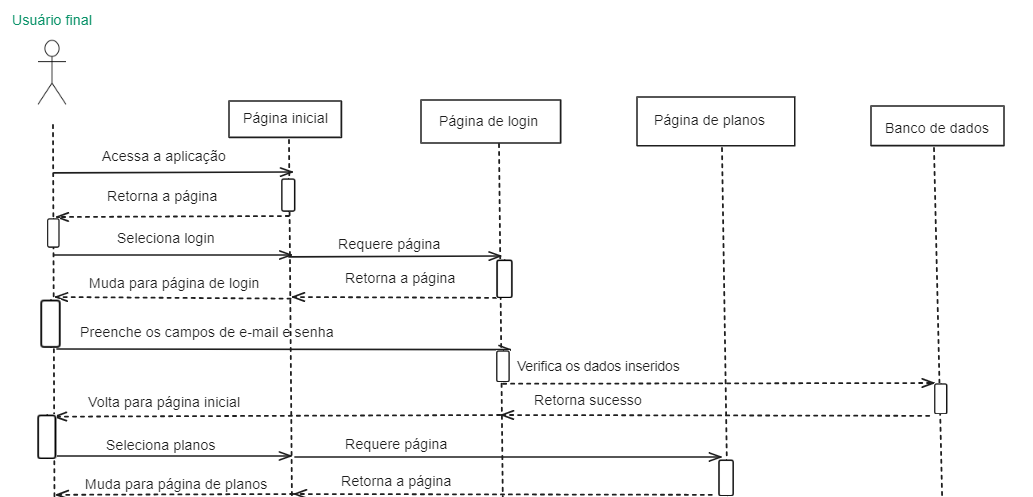 Usuário final
Página inicial
Página de login
Página de planos
Banco de dados
Acessa a aplicação
Retorna a página
Seleciona login
Requere página
Retorna a página
Muda para página de login
Preenche os campos de e-mail e senha
Verifica os dados inseridos
Retorna sucesso
Volta para página inicial
Seleciona planos
Requere página
Retorna a página
Muda para página de planos